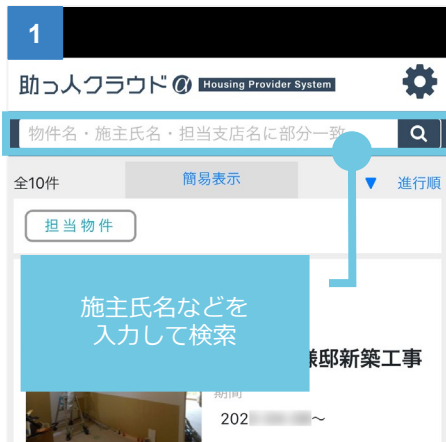 1
助っ人クラウドα Housing Provider System
物件名・施主氏名・担当支店名に部分一致
全10件 簡易表示 ▼ 進行順
担当物件
施主氏名などを
入力して検索
様邸新築工事
期間
202 ～